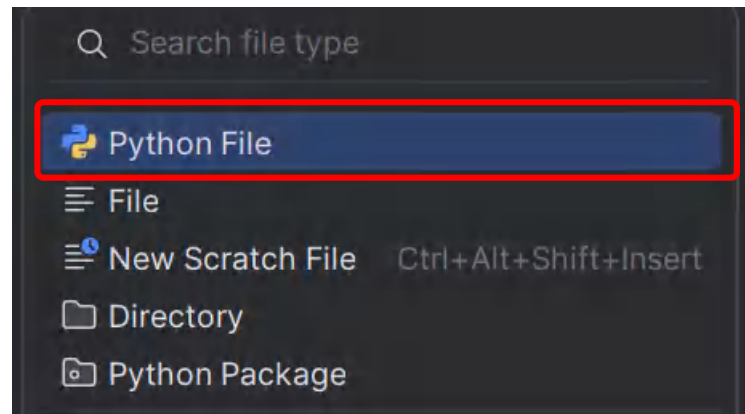 Search file type
Python File
File
New Scratch File Ctrl+Alt+Shift+Insert
Directory
Python Package